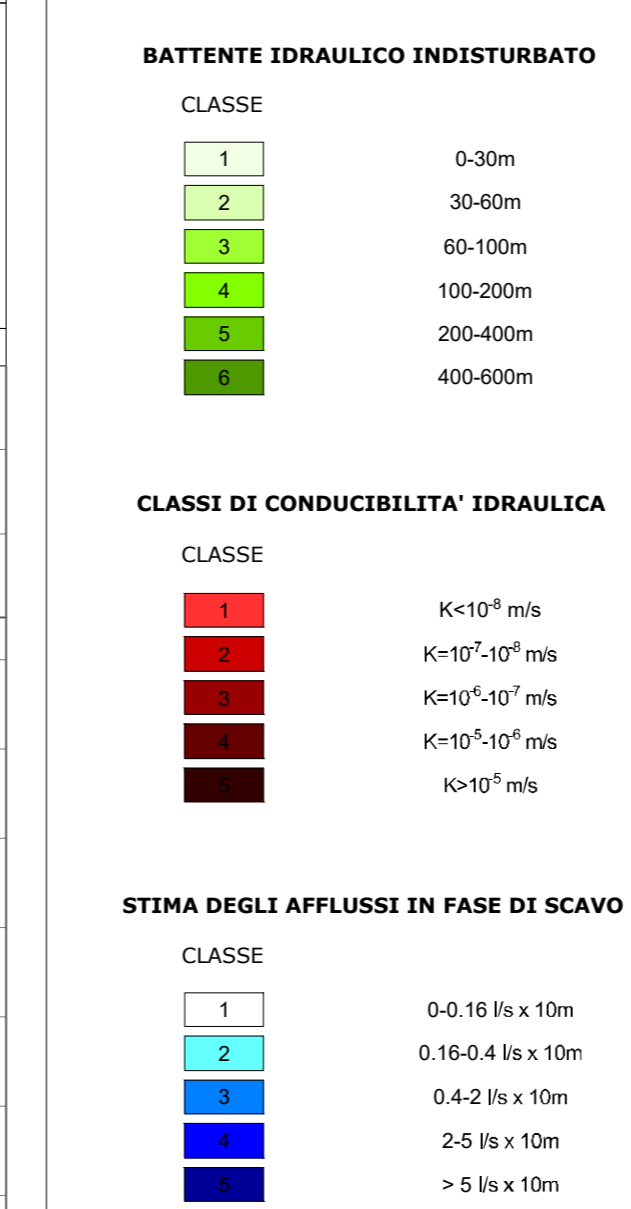 BATTENTE IDRAULICO INDISTURBATO
CLASSE
1 0-30m
2 30-60m
3 60-100m
4 100-200m
5 200-400m
6 400-600m
CLASSI DI CONDUCIBILITA' IDRAULICA
CLASSE
1 K<10⁻⁸ m/s
2 K=10⁻⁷-10⁻⁸ m/s
3 K=10⁻⁶-10⁻⁷ m/s
4 K=10⁻⁵-10⁻⁶ m/s
5 K>10⁻⁵ m/s
STIMA DEGLI AFFLUSSI IN FASE DI SCAVO
CLASSE
1 0-0.16 l/s x 10m
2 0.16-0.4 l/s x 10m
3 0.4-2 l/s x 10m
4 2-5 l/s x 10m
5 > 5 l/s x 10m